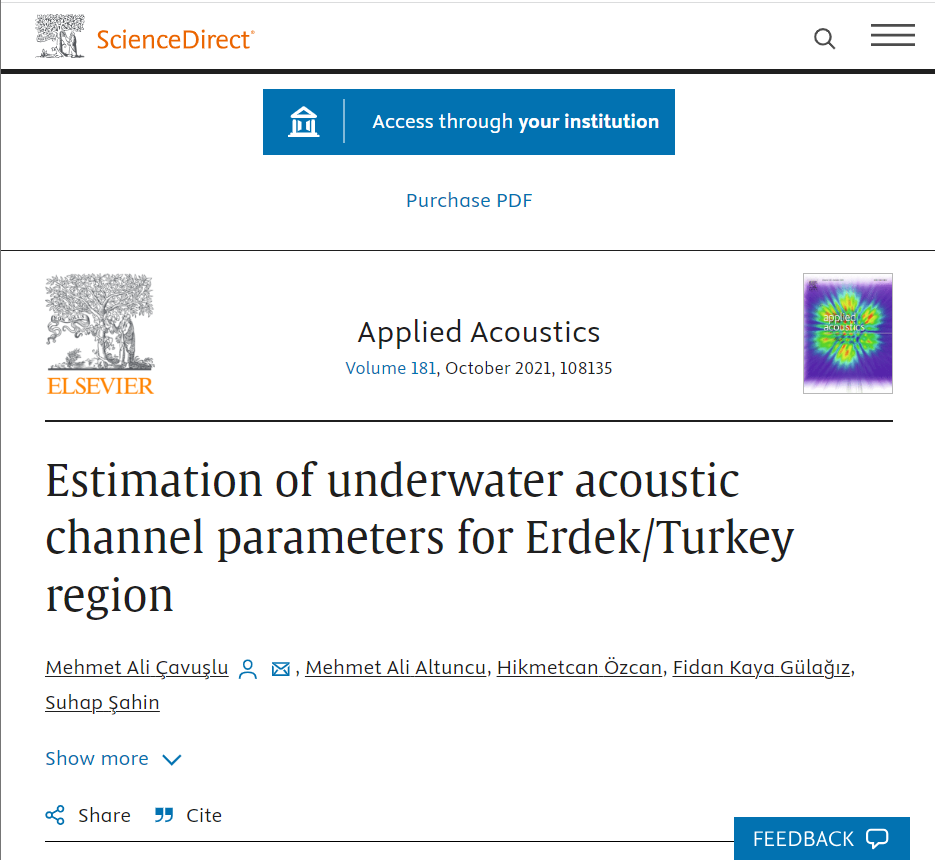 ScienceDirect
Access through your institution
Purchase PDF
ELSEVIER
Applied Acoustics
Volume 181, October 2021, 108135
applied
acoustics
Estimation of underwater acoustic
channel parameters for Erdek/Turkey
region
Mehmet Ali Çavuşlu , Mehmet Ali Altuncu, Hikmetcan Özcan, Fidan Kaya Gülağız,
Suhap Şahin
Show more
Share Cite
FEEDBACK